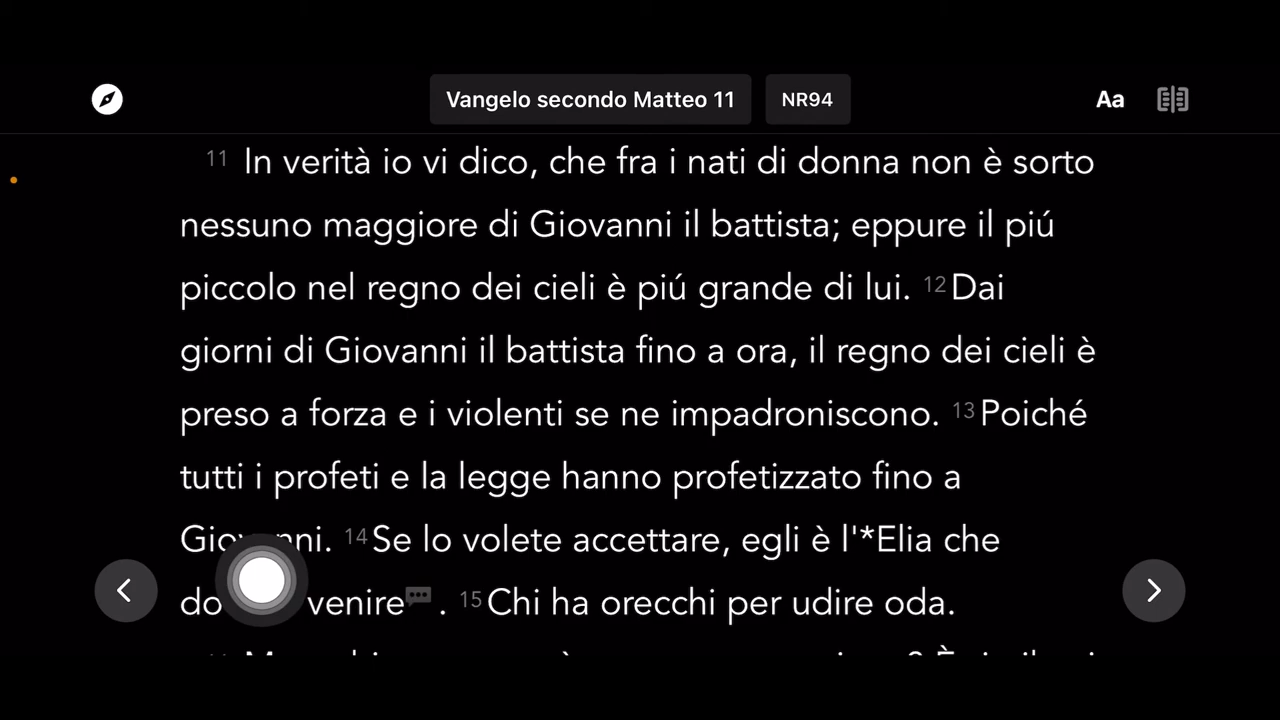 Vangelo secondo Matteo 11 NR94 Aa
11 In verità io vi dico, che fra i nati di donna non è sorto
nessuno maggiore di Giovanni il battista; eppure il piú
piccolo nel regno dei cieli è piú grande di lui. 12 Dai
giorni di Giovanni il battista fino a ora, il regno dei cieli è
preso a forza e i violenti se ne impadroniscono. 13 Poiché
tutti i profeti e la legge hanno profetizzato fino a
Giovanni. 14 Se lo volete accettare, egli è l'*Elia che
venire . 15 Chi ha orecchi per udire oda.